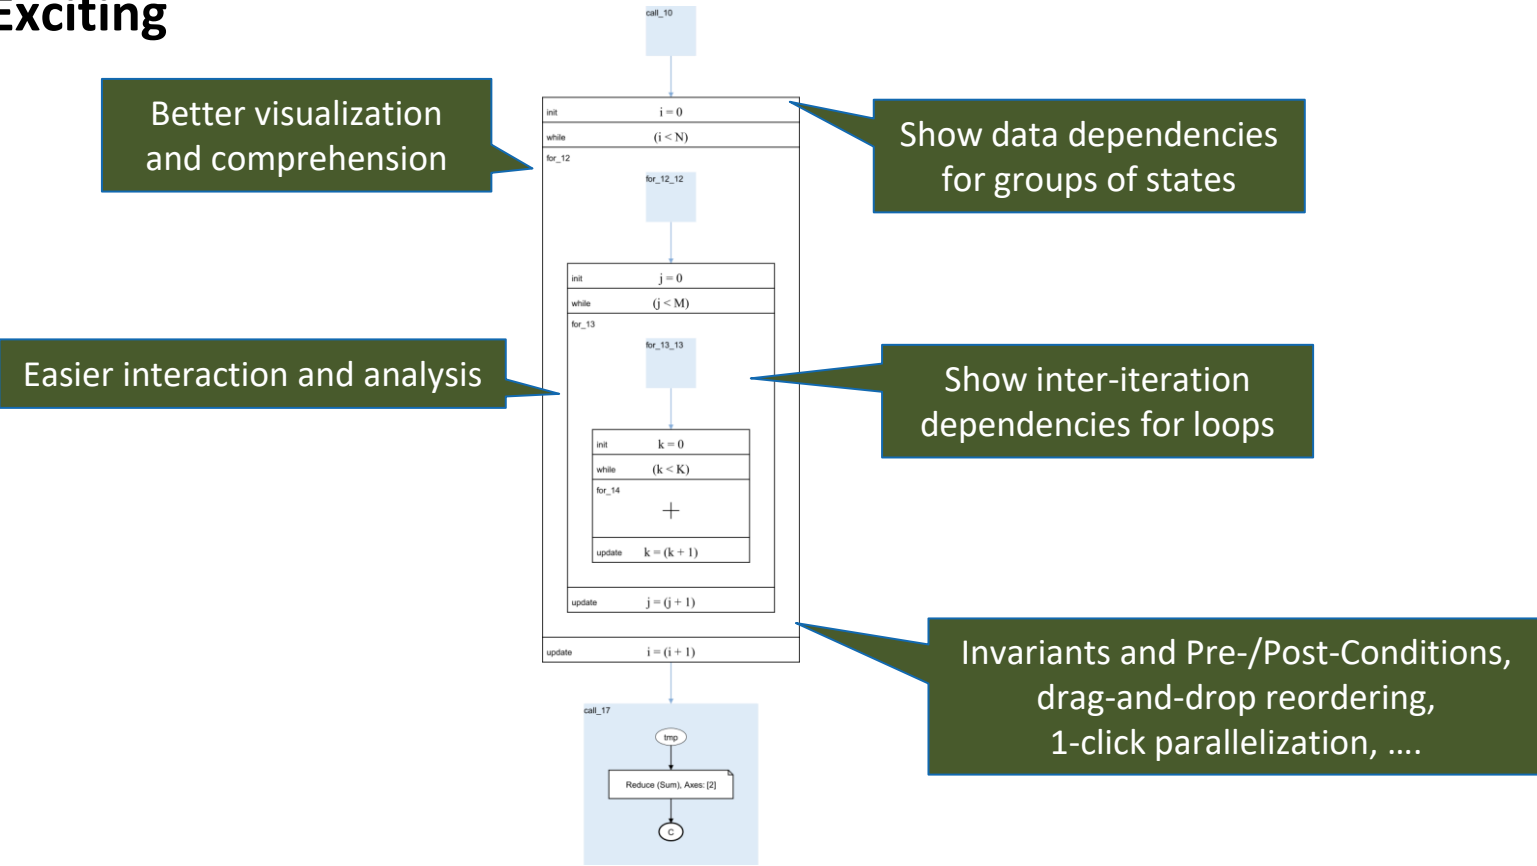 Exciting
call_10
Better visualization
and comprehension
init i = 0
while (i < N)
for_12
Show data dependencies
for groups of states
for_12_12
init j = 0
while (j < M)
for_13
for_13_13
Easier interaction and analysis
Show inter-iteration
dependencies for loops
init k = 0
while (k < K)
for_14
+
update k = (k + 1)
update j = (j + 1)
update i = (i + 1)
Invariants and Pre-/Post-Conditions,
drag-and-drop reordering,
1-click parallelization, ....
call_17
tmp
Reduce (Sum), Axes: [2]
C